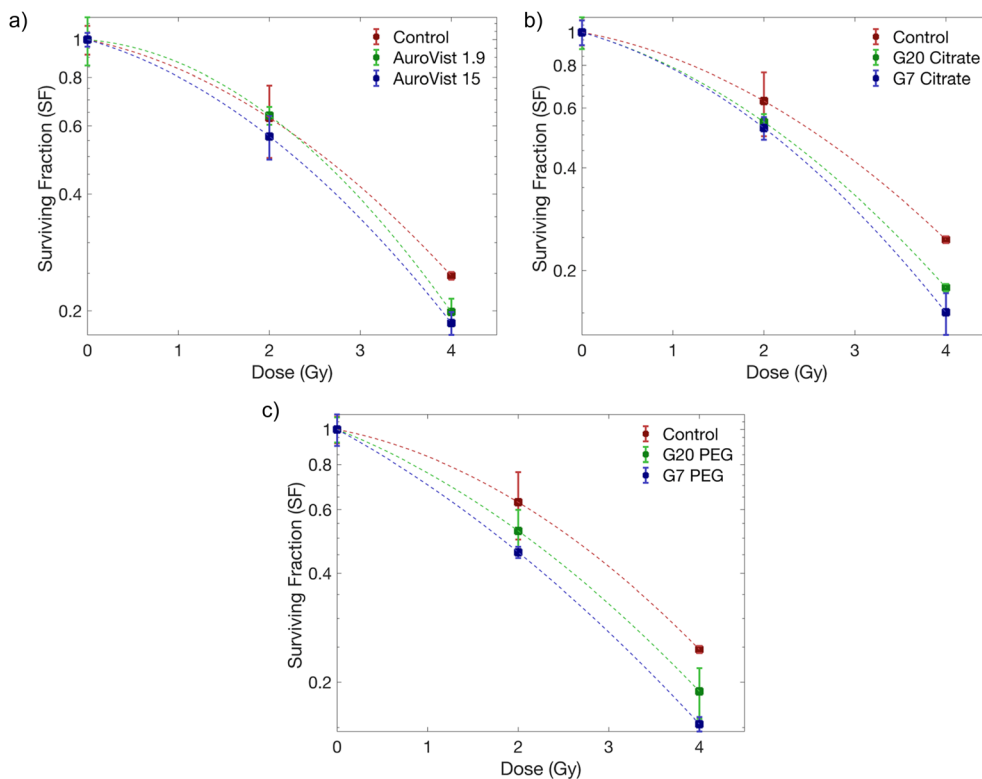 a)
Surviving Fraction (SF)
1
0.8
0.6
0.4
0.2
0
1
2
3
4
Dose (Gy)
Control
AuroVist 1.9
AuroVist 15
b)
Surviving Fraction (SF)
1
0.8
0.6
0.4
0.2
0
1
2
3
4
Dose (Gy)
Control
G20 Citrate
G7 Citrate
c)
Surviving Fraction (SF)
1
0.8
0.6
0.4
0.2
0
1
2
3
4
Dose (Gy)
Control
G20 PEG
G7 PEG